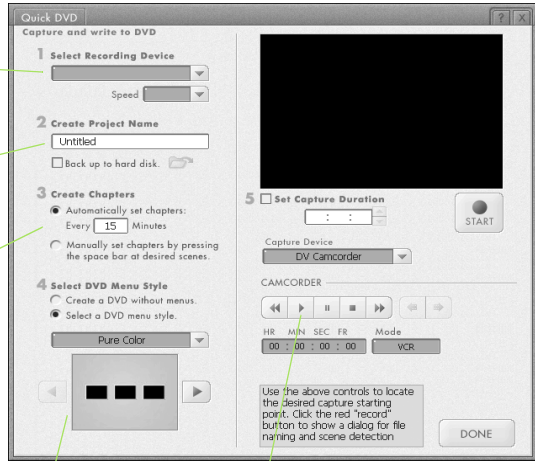 Quick DVD
? X
Capture and write to DVD
1 Select Recording Device
Speed
2 Create Project Name
Untitled
Back up to hard disk.
3 Create Chapters
Automatically set chapters:
Every 15 Minutes
Manually set chapters by pressing
the space bar at desired scenes.
4 Select DVD Menu Style
Create a DVD without menus.
Select a DVD menu style.
Pure Color
5 Set Capture Duration
: :
START
Capture Device
DV Camcorder
CAMCORDER
HR MIN SEC FR Mode
00 : 00 : 00 : 00 VCR
Use the above controls to locate
the desired capture starting
point. Click the red "record"
button to show a dialog for file
naming and scene detection
DONE